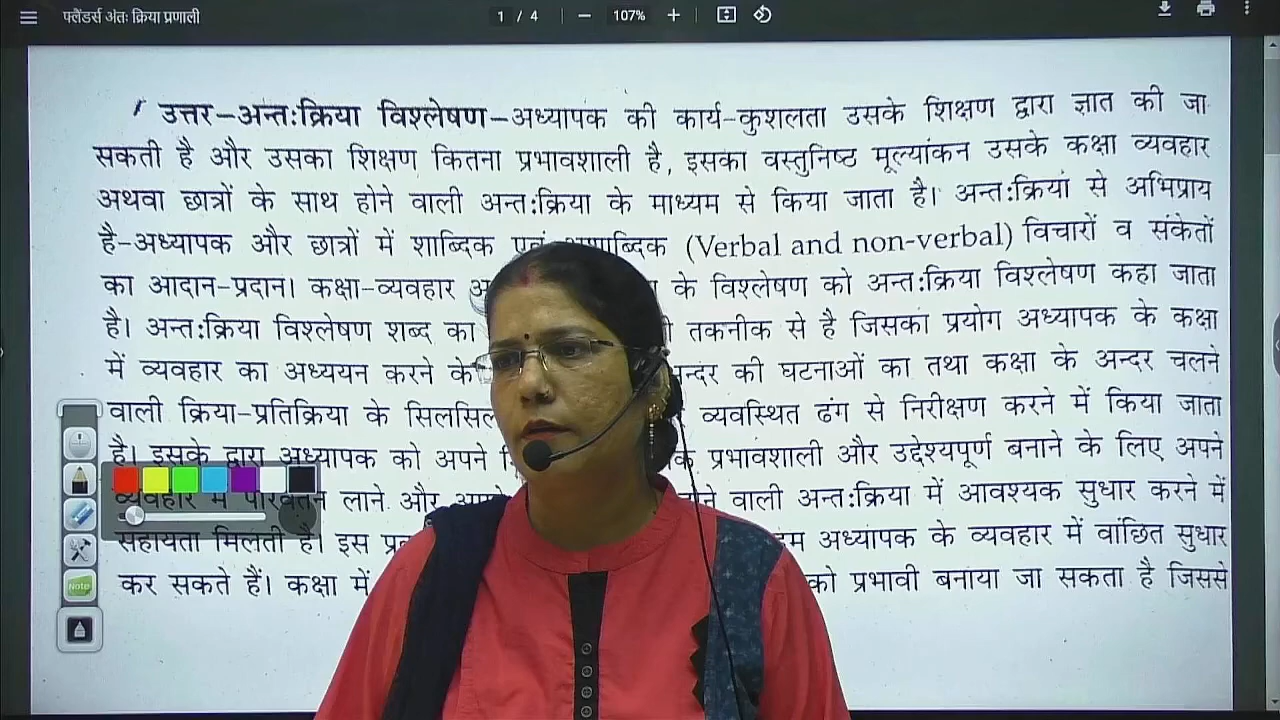 फ्लैंडर्स अंतः क्रिया प्रणाली
1 / 4
107%
उत्तर–अन्तःक्रिया विश्लेषण–अध्यापक की कार्य-कुशलता उसके शिक्षण द्वारा ज्ञात की जा
सकती है और उसका शिक्षण कितना प्रभावशाली है, इसका वस्तुनिष्ठ मूल्यांकन उसके कक्षा व्यवहार
अथवा छात्रों के साथ होने वाली अन्तःक्रिया के माध्यम से किया जाता है। अन्तःक्रिया से अभिप्राय
है–अध्यापक और छात्रों में शाब्दिक एवं अशाब्दिक (Verbal and non-verbal) विचारों व संकेतों
का आदान-प्रदान। कक्षा-व्यवहार के विश्लेषण को अन्तःक्रिया विश्लेषण कहा जाता
है। अन्तःक्रिया विश्लेषण शब्द का तकनीक से है जिसका प्रयोग अध्यापक के कक्षा
में व्यवहार का अध्ययन करने के अन्दर की घटनाओं का तथा कक्षा के अन्दर चलने
वाली क्रिया-प्रतिक्रिया के व्यवस्थित ढंग से निरीक्षण करने में किया जाता
है। इसके द्वारा अध्यापक को अपने प्रभावशाली और उद्देश्यपूर्ण बनाने के लिए अपने
व्यवहार में परिवर्तन लाने और वाली अन्तःक्रिया में आवश्यक सुधार करने में
सहायता मिलती है। इस हम अध्यापक के व्यवहार में वांछित सुधार
कर सकते हैं। कक्षा में को प्रभावी बनाया जा सकता है जिससे
Note